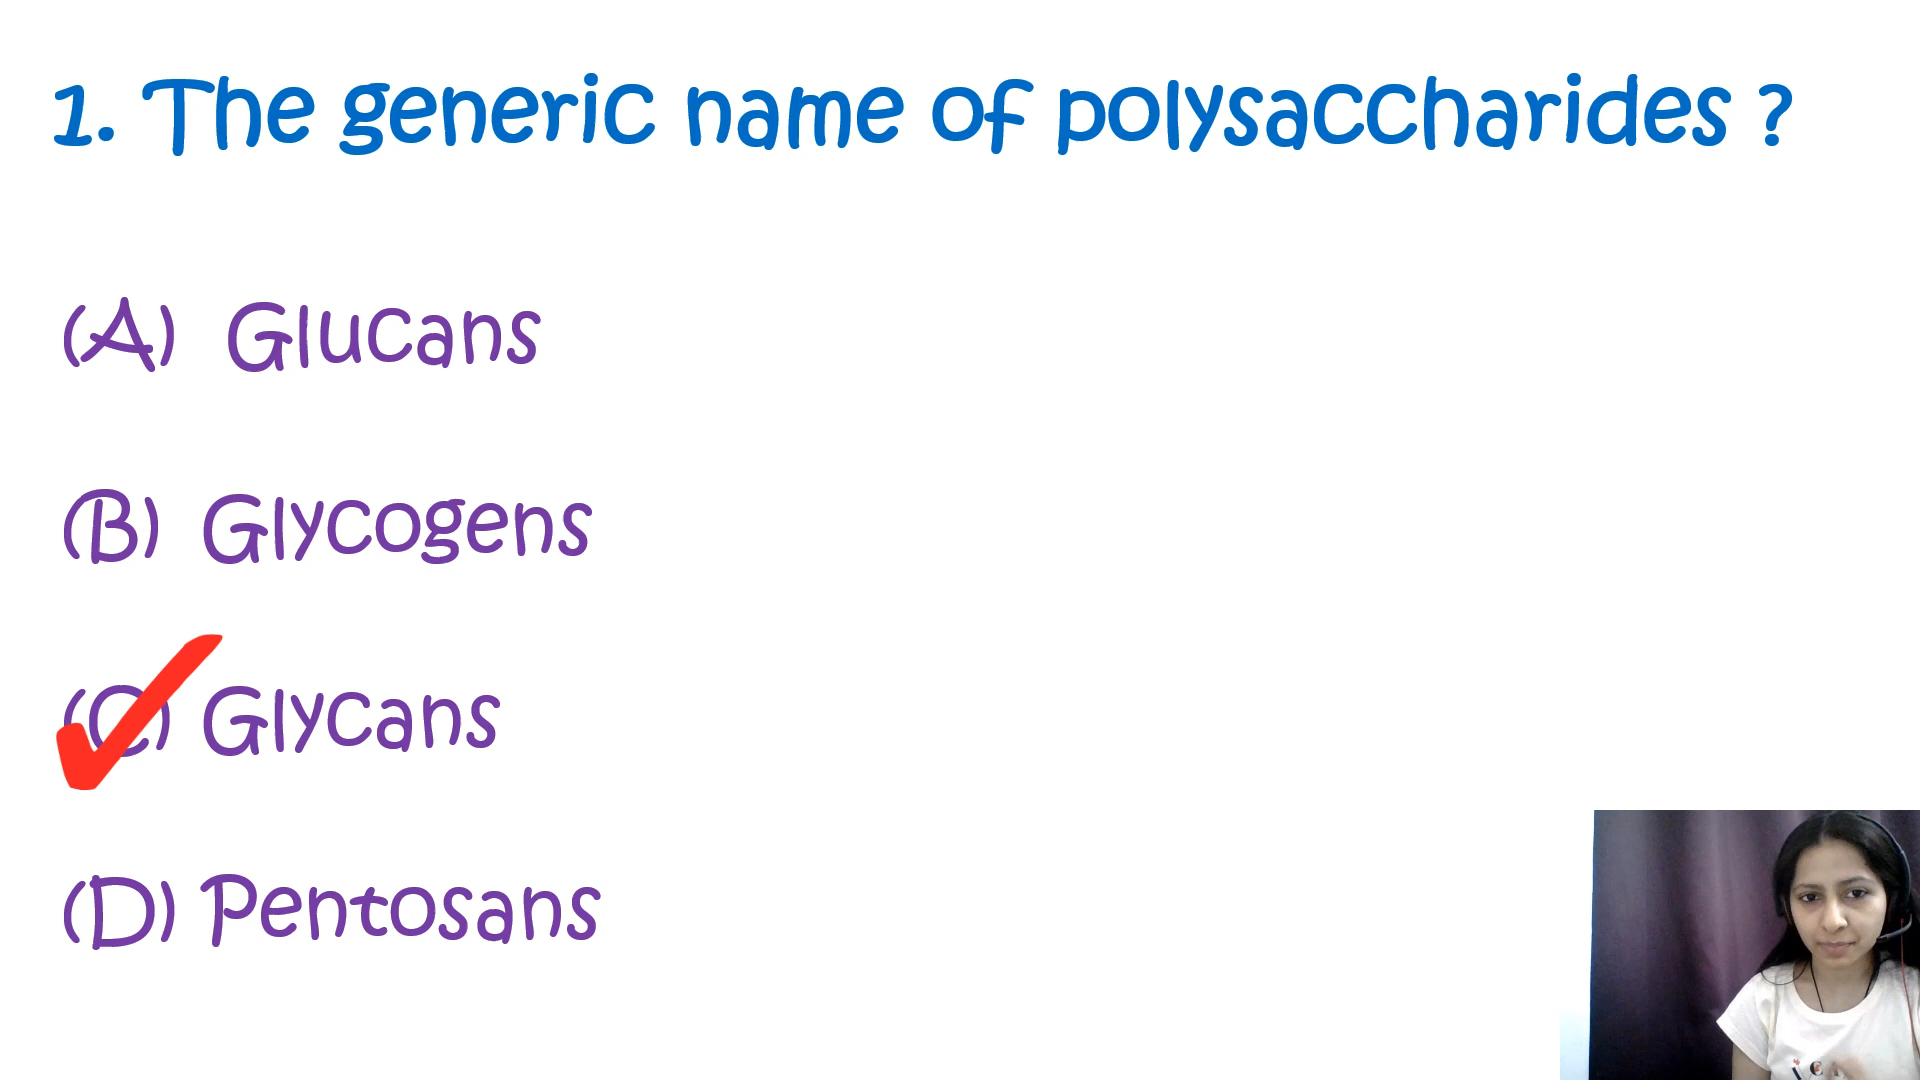 1. The generic name of polysaccharides ?
(A) Glucans
(B) Glycogens
(C) Glycans
(D) Pentosans